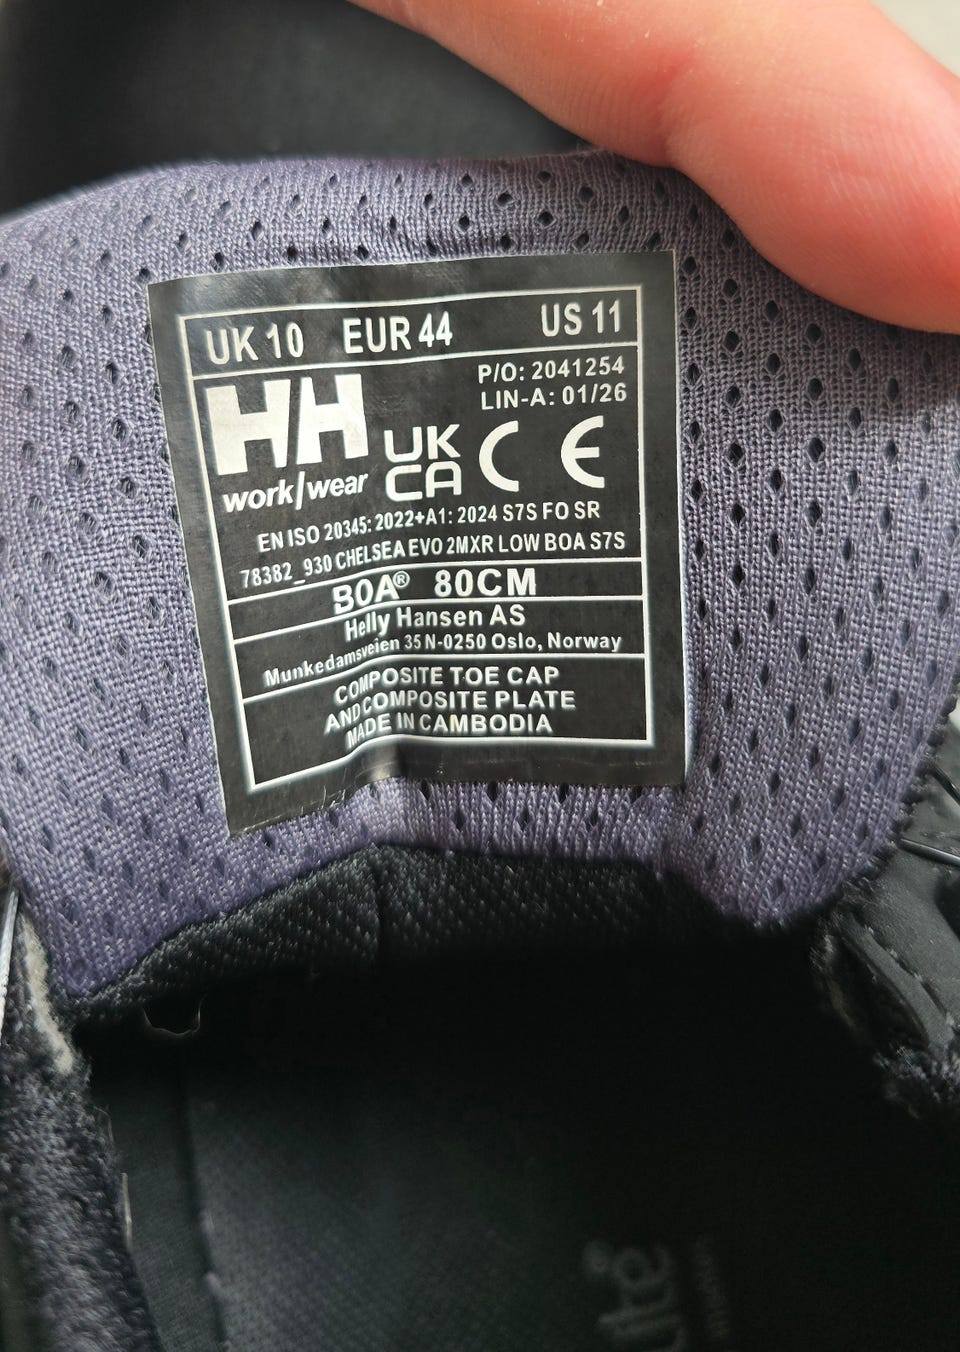 UK 10 EUR 44 US 11
P/O: 2041254
LIN-A: 01/26
HH
work/wear
UK
CA
CE
EN ISO 20345: 2022+A1: 2024 S7S FO SR
78382_930 CHELSEA EVO 2MXR LOW BOA S7S
BOA® 80CM
Helly Hansen AS
Munkedamsveien 35 N-0250 Oslo, Norway
COMPOSITE TOE CAP
AND COMPOSITE PLATE
MADE IN CAMBODIA